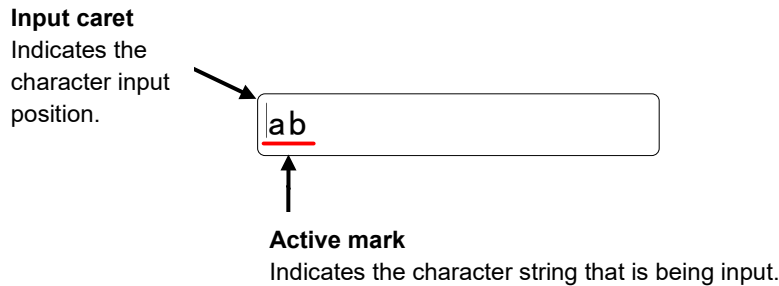 Input caret
Indicates the
character input
position.
ab
Active mark
Indicates the character string that is being input.